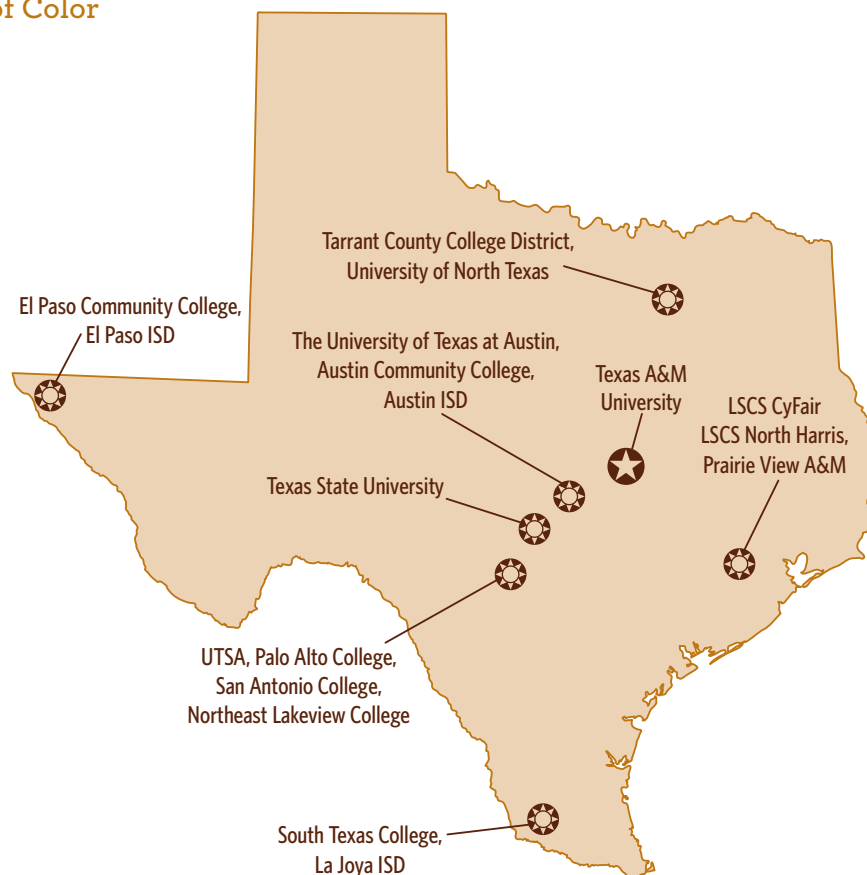 of Color
Tarrant County College District,
University of North Texas
El Paso Community College,
El Paso ISD
The University of Texas at Austin,
Austin Community College,
Austin ISD
Texas A&M
University
LSCS CyFair
LSCS North Harris,
Prairie View A&M
Texas State University
UTSA, Palo Alto College,
San Antonio College,
Northeast Lakeview College
South Texas College,
La Joya ISD